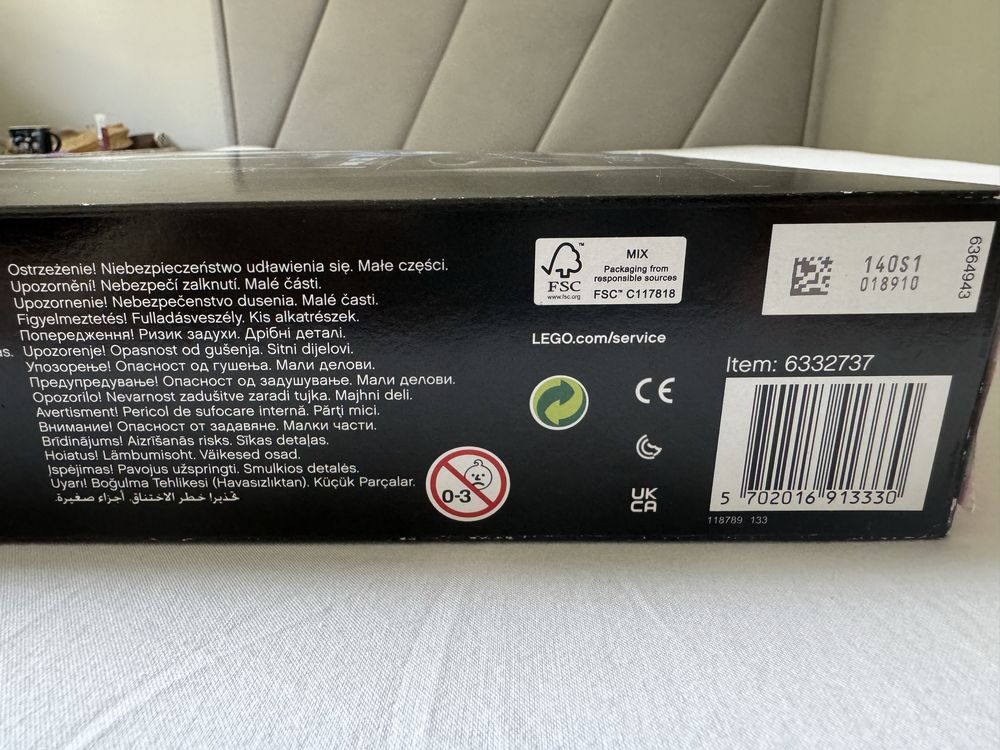 Ostrzeżenie! Niebezpieczeństwo udławienia się. Małe części.
Upozornění! Nebezpečí zalknutí. Malé části.
Upozornenie! Nebezpečenstvo dusenia. Malé časti.
Figyelmeztetés! Fulladásveszély. Kis alkatrészek.
Попередження! Ризик задухи. Дрібні деталі.
as. Upozorenje! Opasnost od gušenja. Sitni dijelovi.
Упозорење! Опасност од гушења. Мали делови.
Предупредување! Опасност од задушување. Мали делови.
Opozorilo! Nevarnost zadušitve zaradi tujka. Majhni deli.
Avertisment! Pericol de sufocare internă. Părți mici.
Внимание! Опасност от задавяне. Малки части.
Brīdinājums! Aizrīšanās risks. Sīkas detaļas.
Hoiatus! Lämbumisoht. Väikesed osad.
Įspėjimas! Pavojus užspringti. Smulkios detalės.
Uyarı! Boğulma Tehlikesi (Havasızlıktan). Küçük Parçalar.
تحذير! خطر الاختناق. أجزاء صغيرة.
0-3
FSC™
www.fsc.org
MIX
Packaging from
responsible sources
FSC™ C117818
LEGO.com/service
CE
UK
CA
140S1
018910
6364943
Item: 6332737
5 702016 913330
118789 133